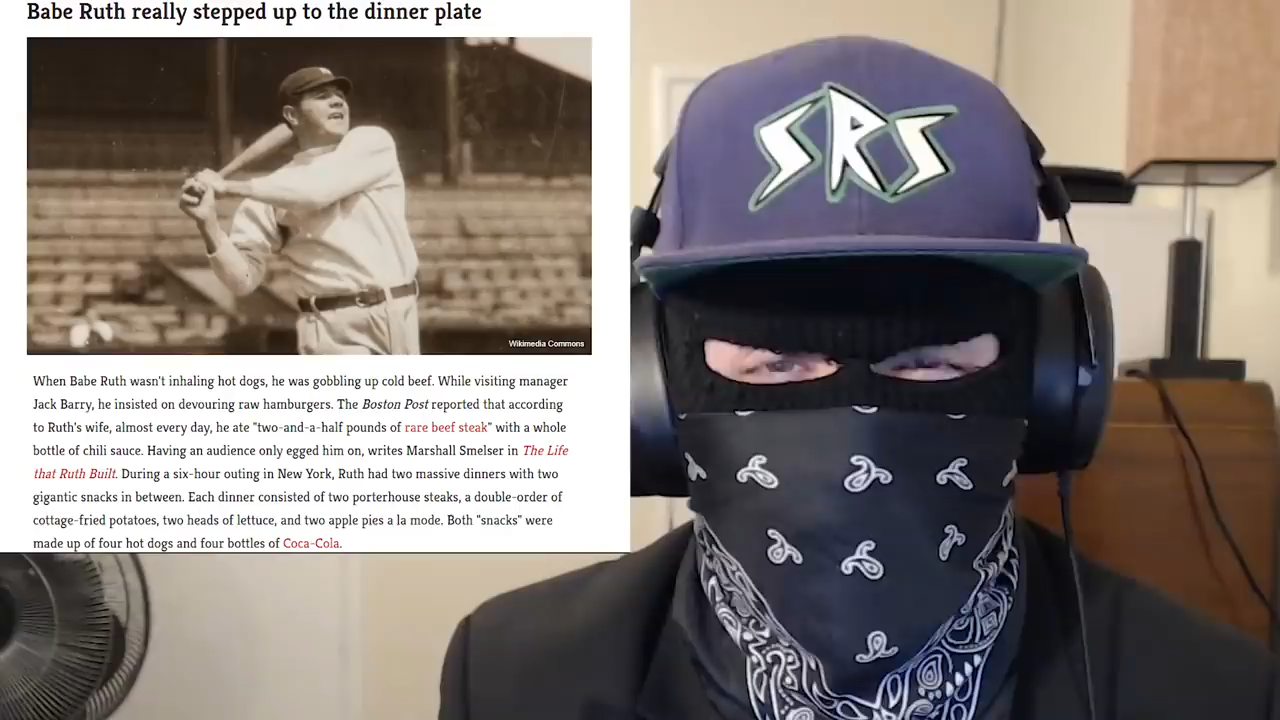 Babe Ruth really stepped up to the dinner plate
Wikimedia Commons
When Babe Ruth wasn't inhaling hot dogs, he was gobbling up cold beef. While visiting manager
Jack Barry, he insisted on devouring raw hamburgers. The Boston Post reported that according
to Ruth's wife, almost every day, he ate "two-and-a-half pounds of rare beef steak" with a whole
bottle of chili sauce. Having an audience only egged him on, writes Marshall Smelser in The Life
that Ruth Built. During a six-hour outing in New York, Ruth had two massive dinners with two
gigantic snacks in between. Each dinner consisted of two porterhouse steaks, a double-order of
cottage-fried potatoes, two heads of lettuce, and two apple pies a la mode. Both "snacks" were
made up of four hot dogs and four bottles of Coca-Cola.
SRS